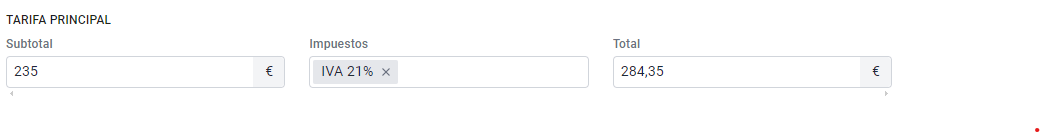 TARIFA PRINCIPAL
Subtotal Impuestos Total
235 € IVA 21% × 284,35 €